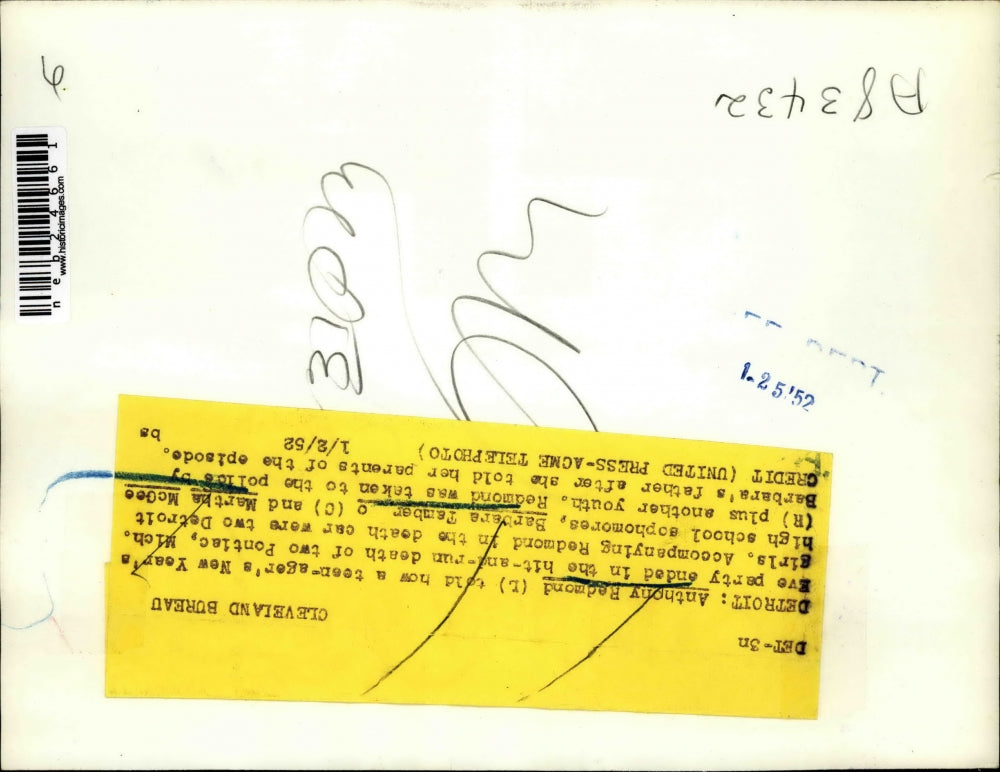 DET-3n
CLEVELAND BUREAU
DETROIT: Anthony Redmond (L) told how a teen-ager's New Year's
Eve party ended in the hit-and-run death of two Pontiac, Mich.
girls. Accompanying Redmond in the death car were two Detroit
high school sophomores, Barbara (C) and Martha McGee
(R) plus another youth. Redmond was taken to the police by
Barbara's father after she told her parents of the episode.
CREDIT (UNITED PRESS-ACME TELEPHOTO) 1/2/52 bs
1.25'52
A83432
neb24661
www.historicimages.com